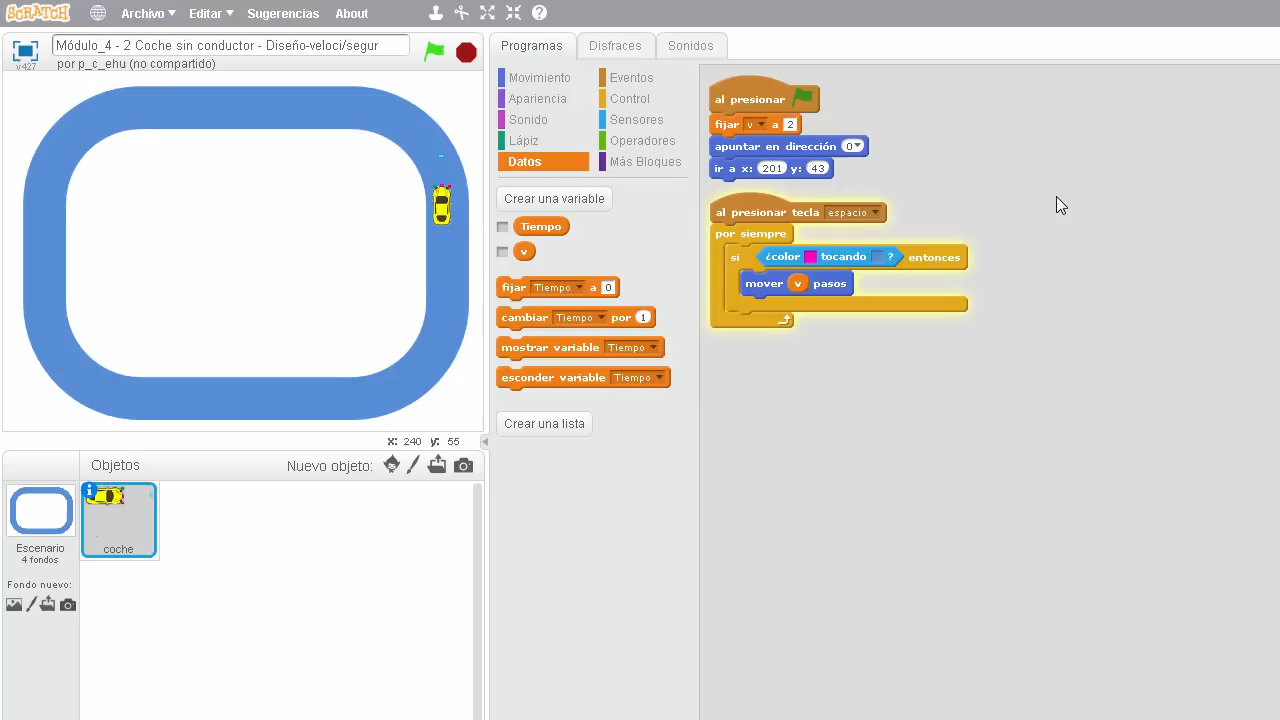 SCRATCH
Archivo
Editar
Sugerencias
About
v427
Módulo_4 - 2 Coche sin conductor - Diseño-veloci/segur
por p_c_ehu (no compartido)
x: 240 y: 55
Objetos
Nuevo objeto:
Escenario
4 fondos
Fondo nuevo:
coche
Programas
Disfraces
Sonidos
Movimiento
Eventos
Apariencia
Control
Sonido
Sensores
Lápiz
Operadores
Datos
Más Bloques
Crear una variable
Tiempo
v
fijar Tiempo a 0
cambiar Tiempo por 1
mostrar variable Tiempo
esconder variable Tiempo
Crear una lista
al presionar
fijar v a 2
apuntar en dirección 0
ir a x: 201 y: 43
al presionar tecla espacio
por siempre
si ¿color tocando ? entonces
mover v pasos